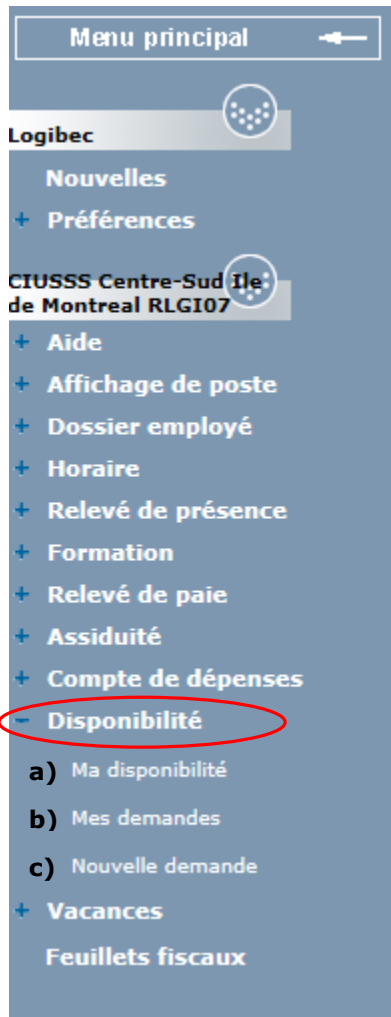 Menu principal
Logibec
Nouvelles
+ Préférences
CIUSSS Centre-Sud Ile
de Montreal RLGI07
+ Aide
+ Affichage de poste
+ Dossier employé
+ Horaire
+ Relevé de présence
+ Formation
+ Relevé de paie
+ Assiduité
+ Compte de dépenses
- Disponibilité
a) Ma disponibilité
b) Mes demandes
c) Nouvelle demande
+ Vacances
Feuillets fiscaux